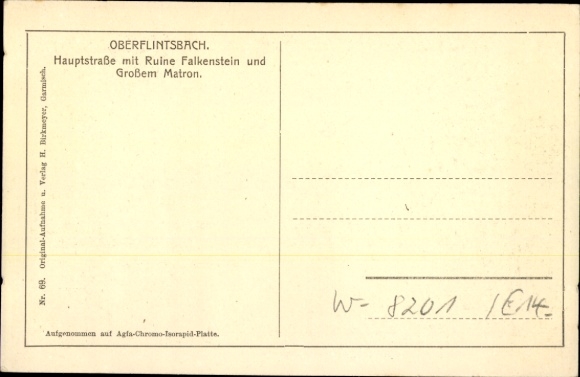 OBERFLINTSBACH.
Hauptstraße mit Ruine Falkenstein und
Großem Matron.
Nr. 69. Original-Aufnahme u. Verlag H. Birkmeyer, Garmisch.
Aufgenommen auf Agfa-Chromo-Isorapid-Platte.
W- 8201 /E14-